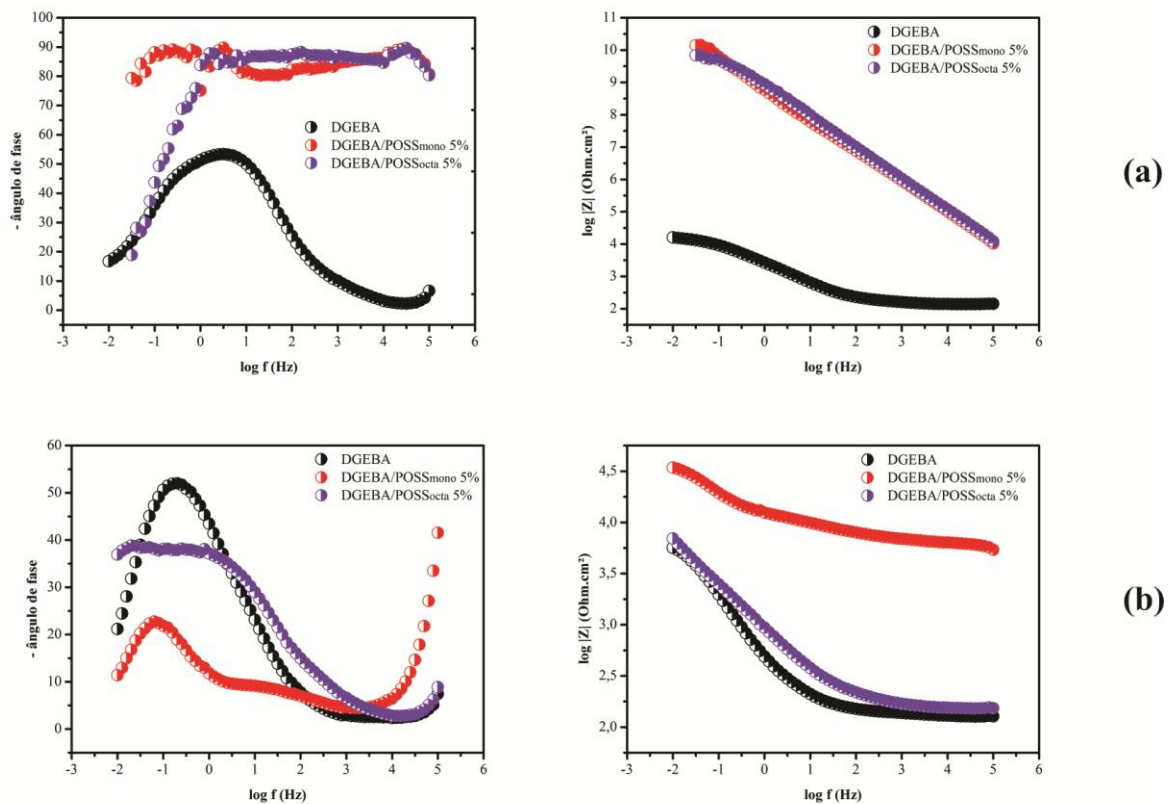 100
90
80
70
60
50
40
30
20
10
0
- ângulo de fase
DGEBA
DGEBA/POSSmono 5%
DGEBA/POSSocta 5%
-3 -2 -1 0 1 2 3 4 5 6
log f (Hz)
11
10
9
8
7
6
5
4
3
2
log |Z| (Ohm.cm²)
DGEBA
DGEBA/POSSmono 5%
DGEBA/POSSocta 5%
-3 -2 -1 0 1 2 3 4 5 6
log f (Hz)
(a)
60
50
40
30
20
10
0
- ângulo de fase
DGEBA
DGEBA/POSSmono 5%
DGEBA/POSSocta 5%
-3 -2 -1 0 1 2 3 4 5 6
log f (Hz)
4,5
4,0
3,5
3,0
2,5
2,0
log |Z| (Ohm.cm²)
DGEBA
DGEBA/POSSmono 5%
DGEBA/POSSocta 5%
-3 -2 -1 0 1 2 3 4 5 6
log f (Hz)
(b)